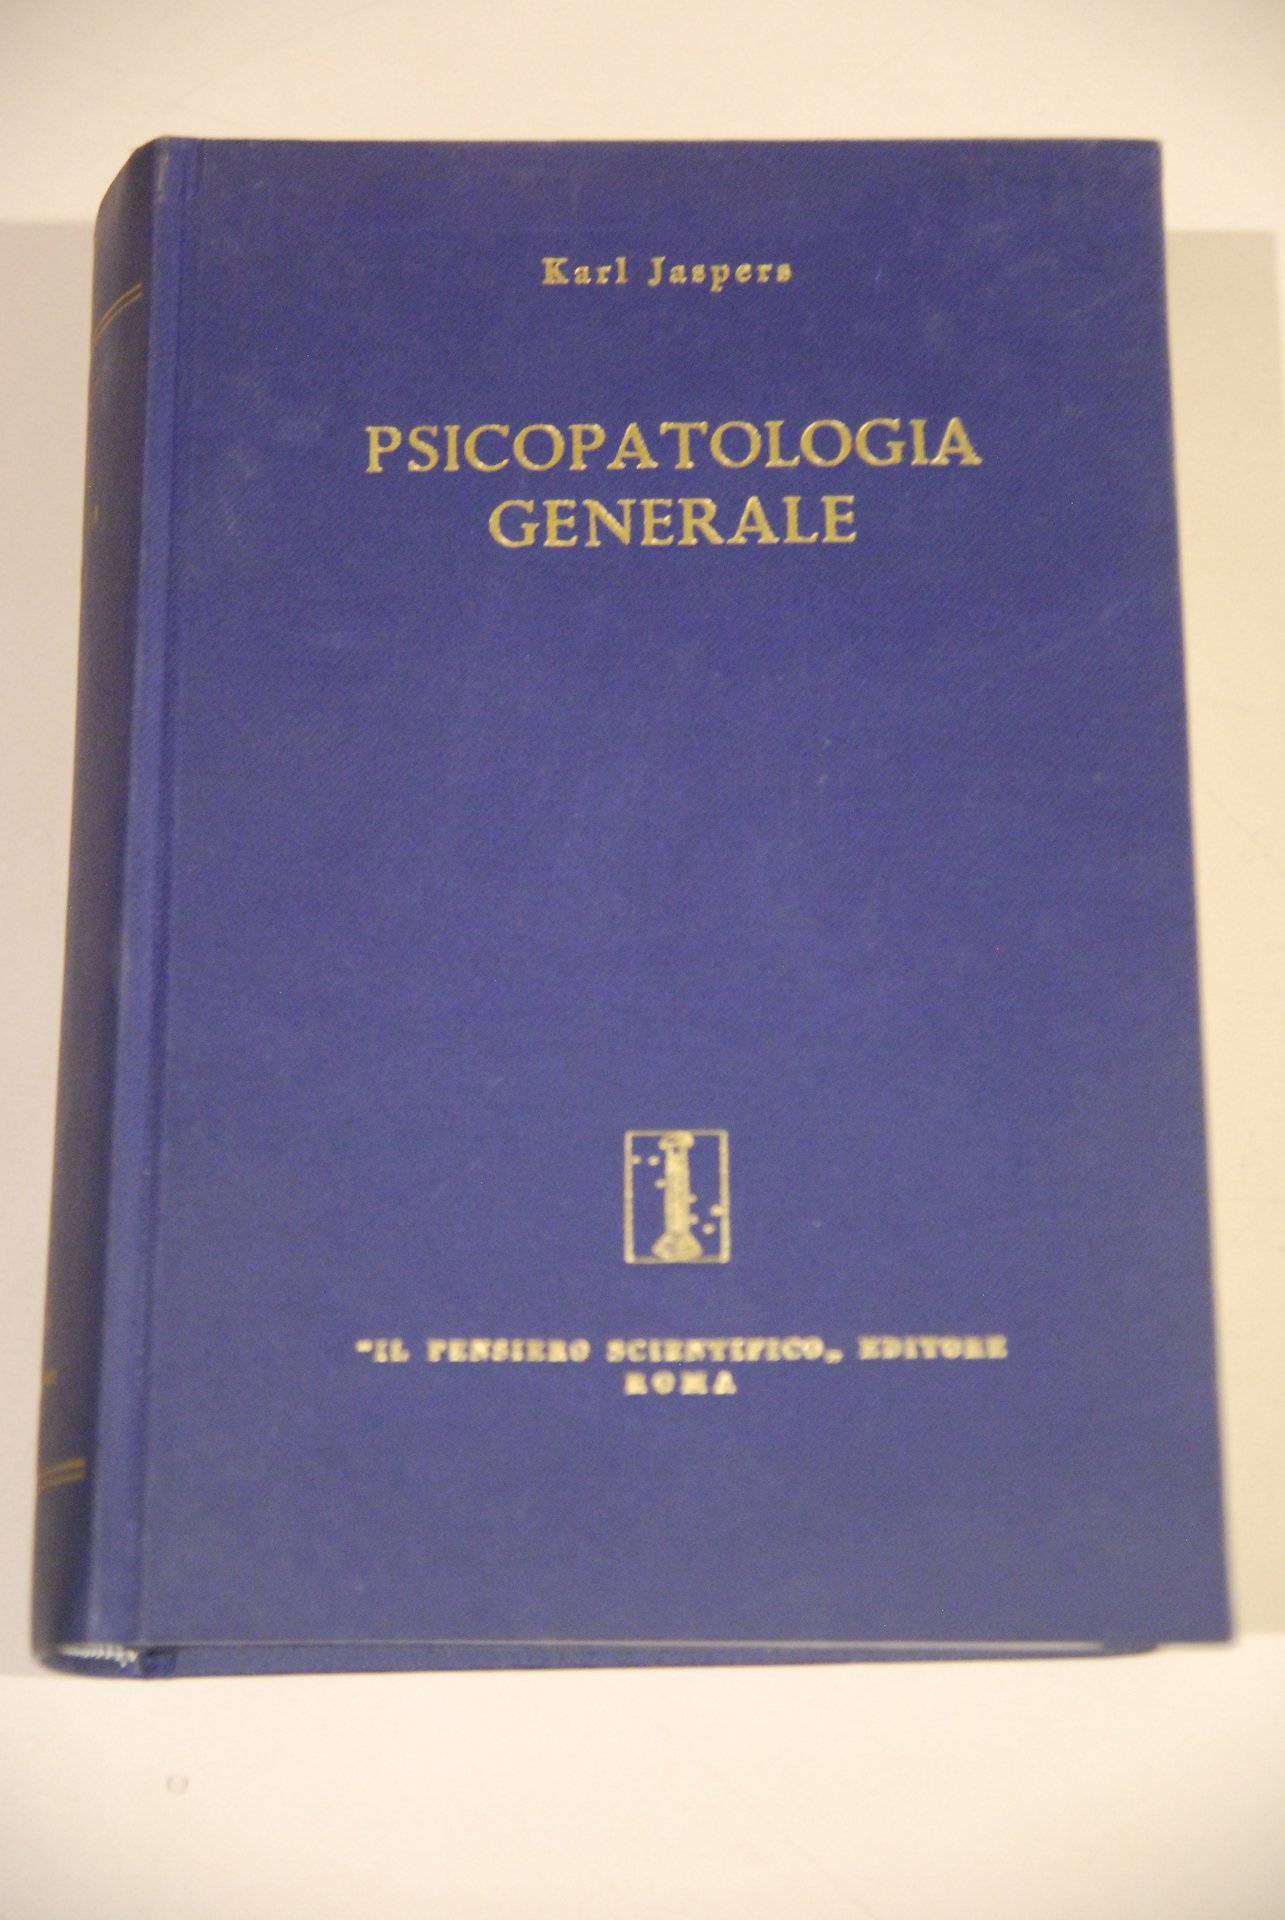 Karl Jaspers
PSICOPATOLOGIA
GENERALE
"IL PENSIERO SCIENTIFICO„ EDITORE
ROMA